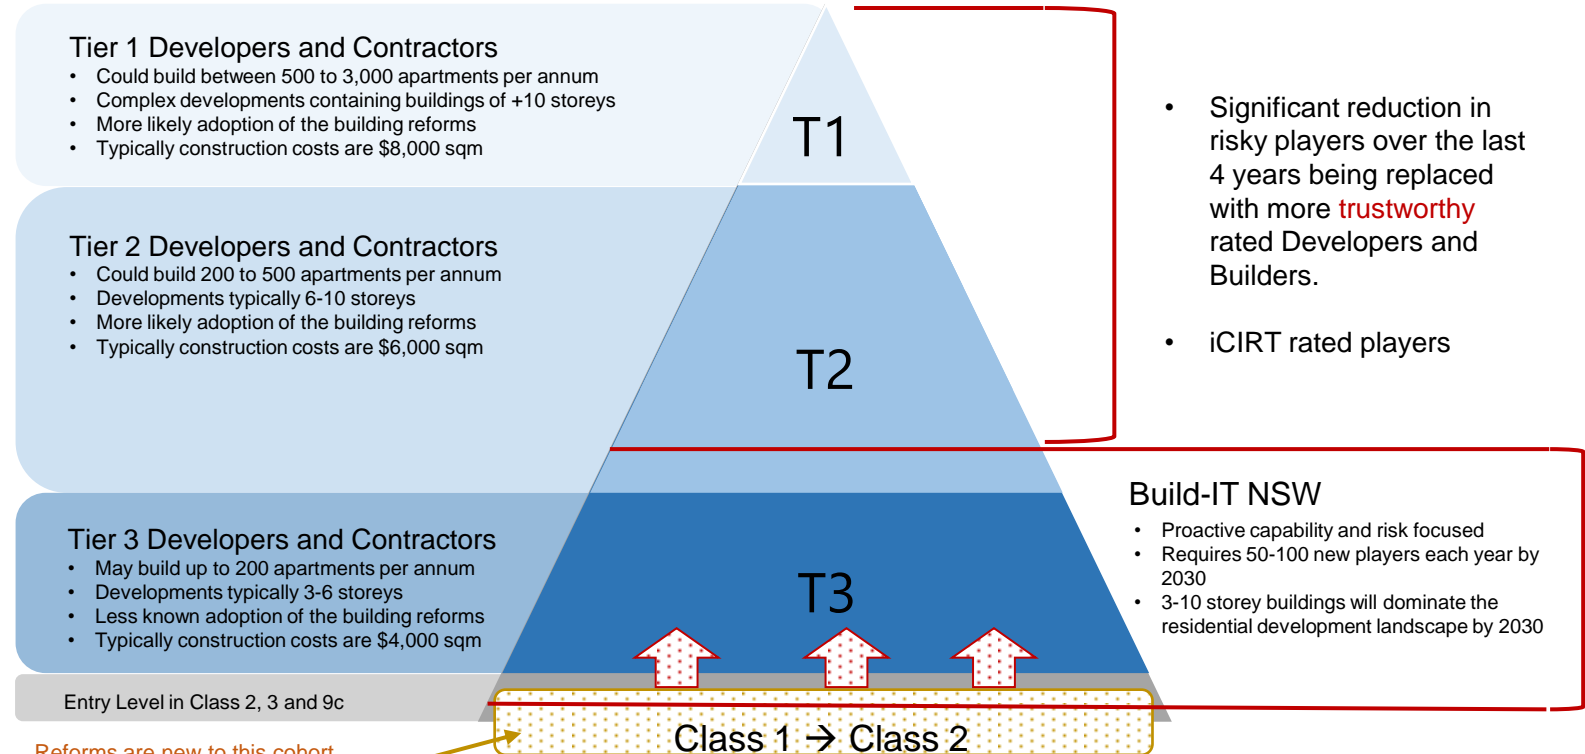 Tier 1 Developers and Contractors
• Could build between 500 to 3,000 apartments per annum
• Complex developments containing buildings of +10 storeys
• More likely adoption of the building reforms
• Typically construction costs are $8,000 sqm
T1
• Significant reduction in
risky players over the last
4 years being replaced
with more trustworthy
rated Developers and
Builders.
• iCIRT rated players
Tier 2 Developers and Contractors
• Could build 200 to 500 apartments per annum
• Developments typically 6-10 storeys
• More likely adoption of the building reforms
• Typically construction costs are $6,000 sqm
T2
Build-IT NSW
• Proactive capability and risk focused
• Requires 50-100 new players each year by
2030
• 3-10 storey buildings will dominate the
residential development landscape by 2030
Tier 3 Developers and Contractors
• May build up to 200 apartments per annum
• Developments typically 3-6 storeys
• Less known adoption of the building reforms
• Typically construction costs are $4,000 sqm
T3
Entry Level in Class 2, 3 and 9c
Class 1 → Class 2
Reforms are new to this cohort